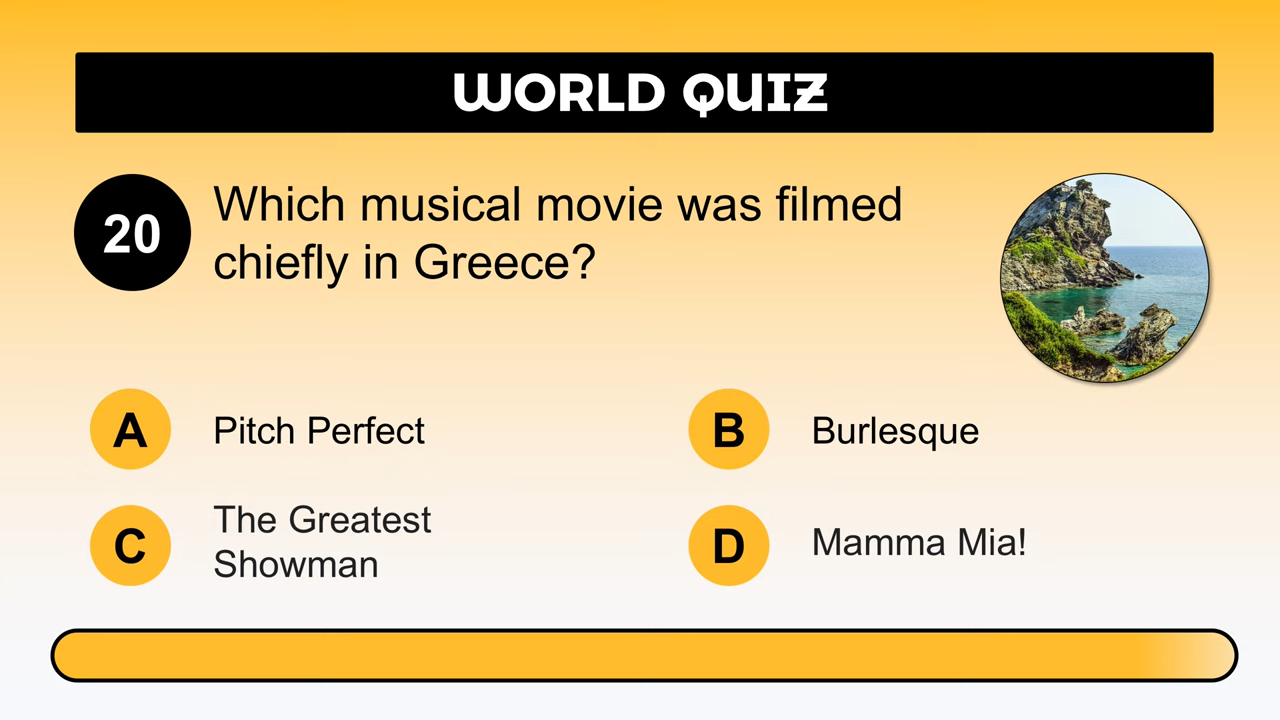 WORLD QUIZ
20
Which musical movie was filmed
chiefly in Greece?
A
Pitch Perfect
B
Burlesque
C
The Greatest
Showman
D
Mamma Mia!